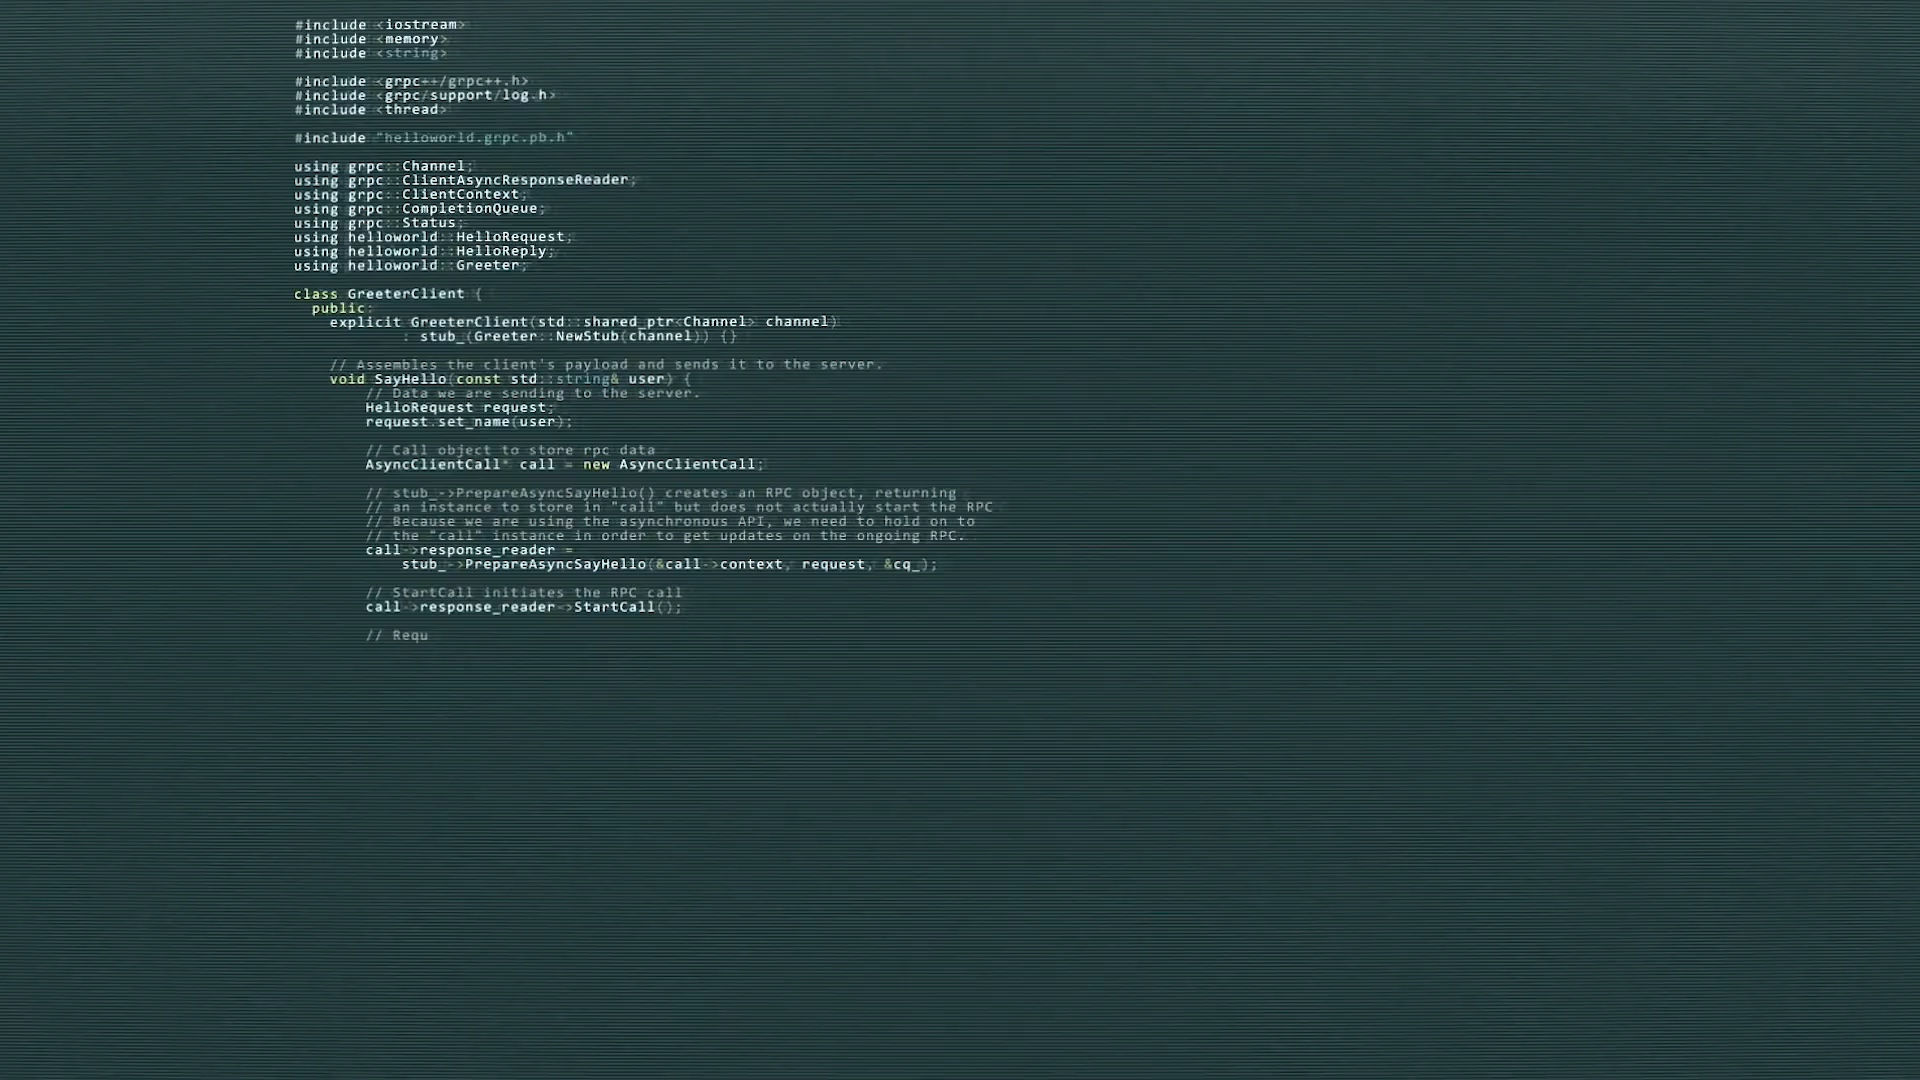 #include <iostream>
#include <memory>
#include <string>
#include <grpc++/grpc++.h>
#include <grpc/support/log.h>
#include <thread>
#include "helloworld.grpc.pb.h"
using grpc::Channel;
using grpc::ClientAsyncResponseReader;
using grpc::ClientContext;
using grpc::CompletionQueue;
using grpc::Status;
using helloworld::HelloRequest;
using helloworld::HelloReply;
using helloworld::Greeter;
class GreeterClient {
public:
explicit GreeterClient(std::shared_ptr<Channel> channel)
: stub_(Greeter::NewStub(channel)) {}
// Assembles the client's payload and sends it to the server.
void SayHello(const std::string& user) {
// Data we are sending to the server.
HelloRequest request;
request.set_name(user);
// Call object to store rpc data
AsyncClientCall* call = new AsyncClientCall;
// stub_->PrepareAsyncSayHello() creates an RPC object, returning
// an instance to store in "call" but does not actually start the RPC
// Because we are using the asynchronous API, we need to hold on to
// the "call" instance in order to get updates on the ongoing RPC.
call->response_reader =
stub_->PrepareAsyncSayHello(&call->context, request, &cq_);
// StartCall initiates the RPC call
call->response_reader->StartCall();
// Requ